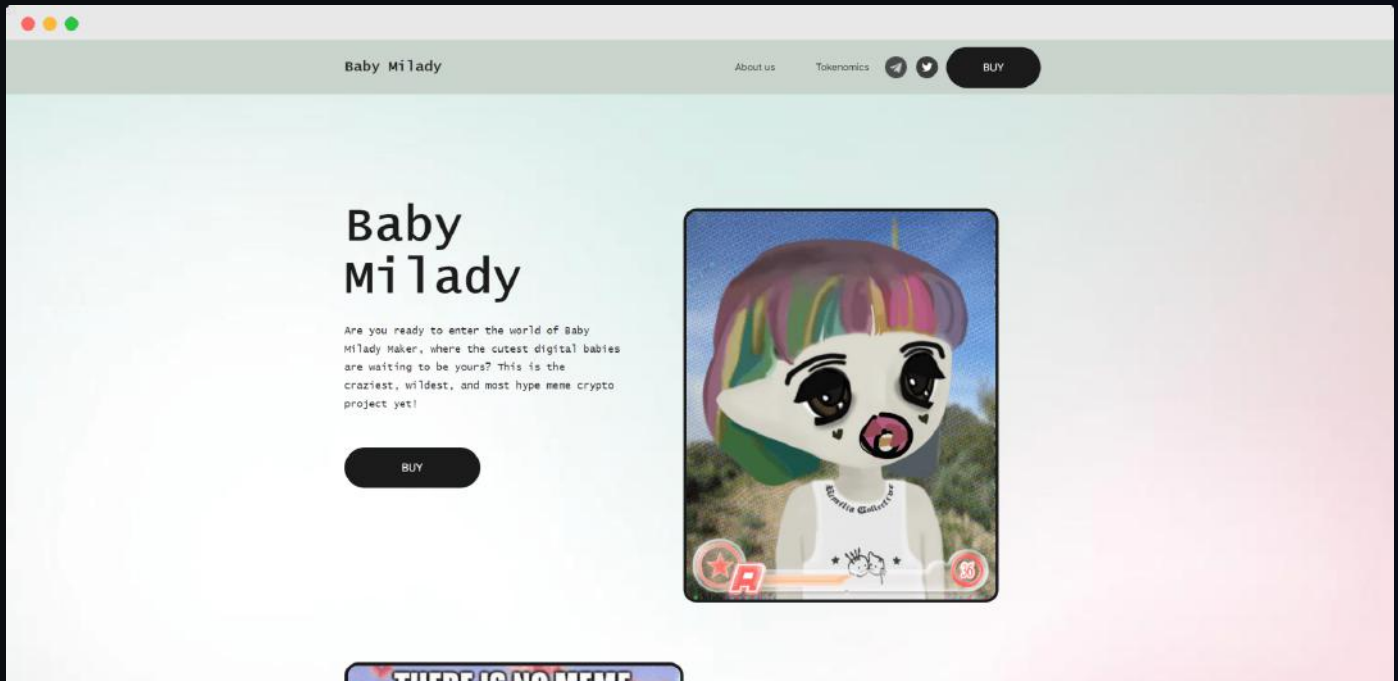 Baby Milady
About us
Tokenomics
BUY
Baby
Milady
Are you ready to enter the world of Baby
Milady Maker, where the cutest digital babies
are waiting to be yours? This is the
craziest, wildest, and most hype meme crypto
project yet!
BUY
Remilia Collective
A
THERE IS NO MEME